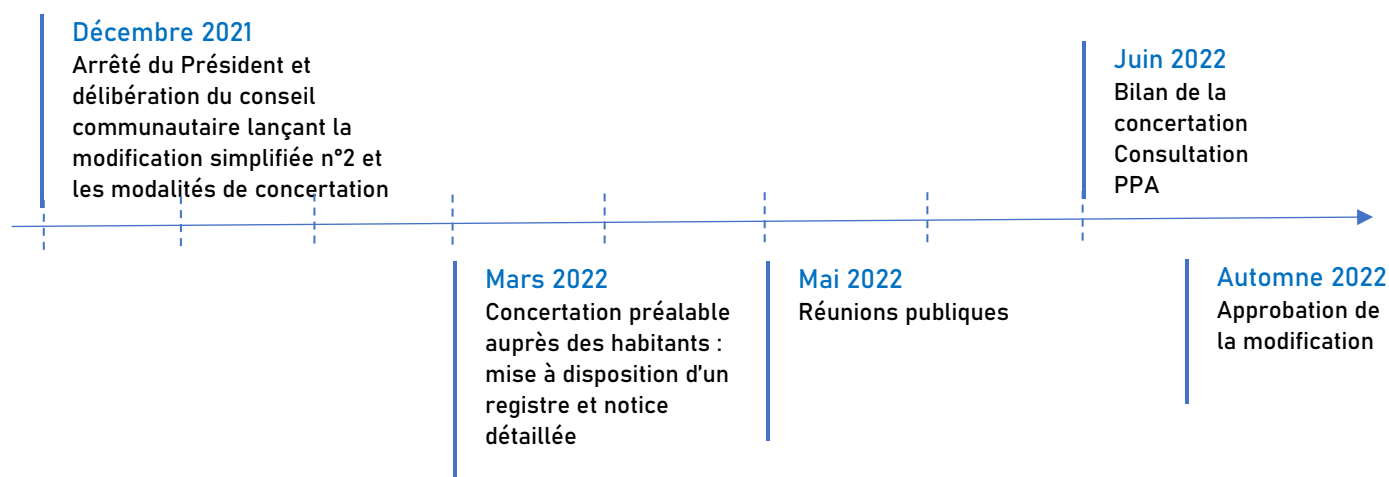 Décembre 2021
Arrêté du Président et
délibération du conseil
communautaire lançant la
modification simplifiée n°2 et
les modalités de concertation
Juin 2022
Bilan de la
concertation
Consultation
PPA
Mars 2022
Concertation préalable
auprès des habitants :
mise à disposition d’un
registre et notice
détaillée
Mai 2022
Réunions publiques
Automne 2022
Approbation de
la modification